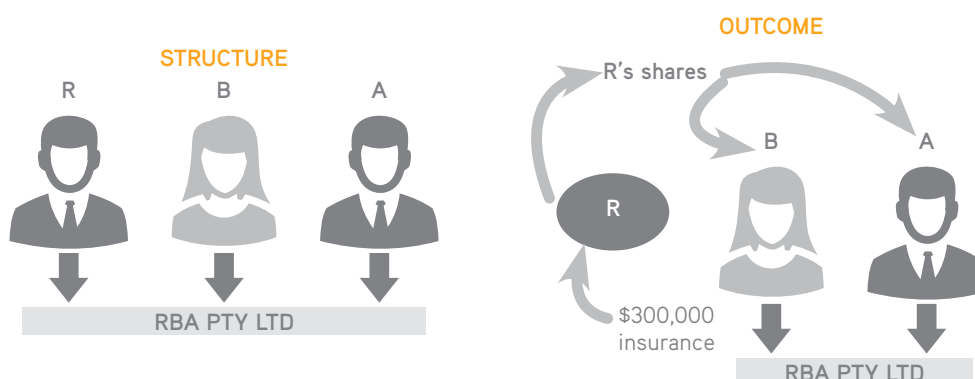 STRUCTURE
R B A
RBA PTY LTD
OUTCOME
R's shares
B A
R
$300,000
insurance
RBA PTY LTD